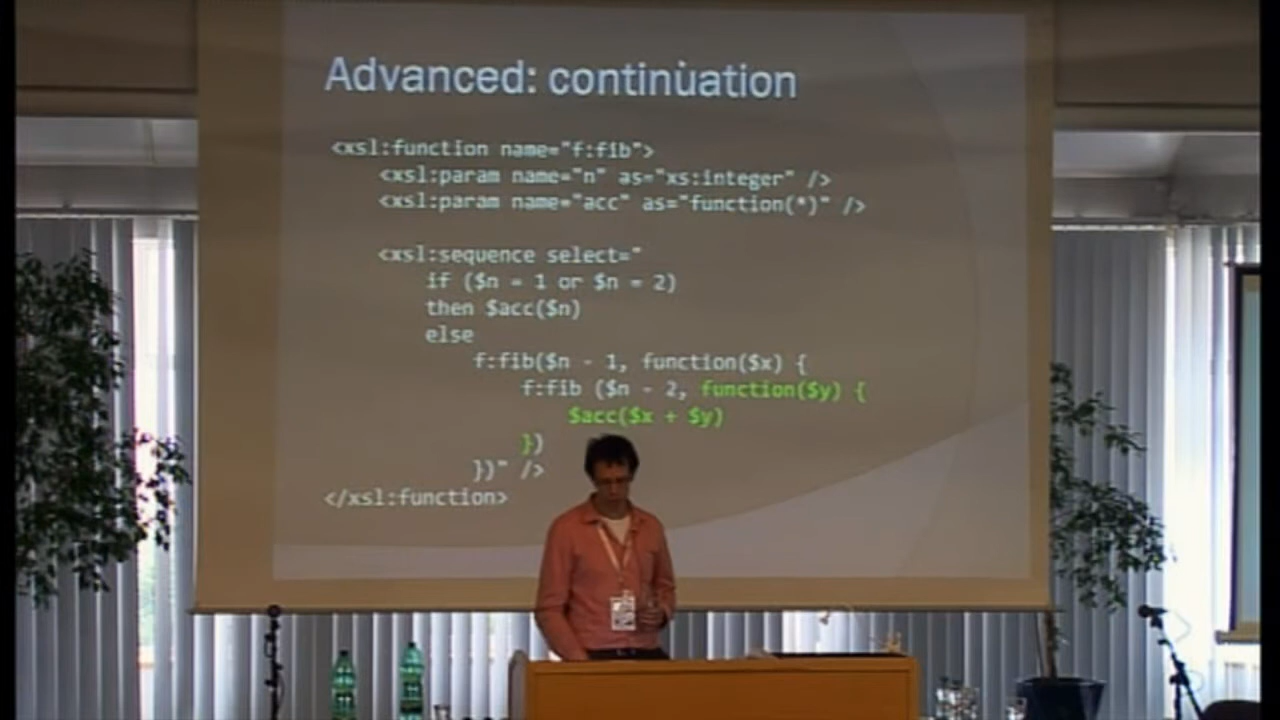 Advanced: continuation
<xsl:function name="f:fib">
<xsl:param name="n" as="xs:integer" />
<xsl:param name="acc" as="function(*)" />
<xsl:sequence select="
if ($n = 1 or $n = 2)
then $acc($n)
else
f:fib($n - 1, function($x) {
f:fib ($n - 2, function($y) {
$acc($x + $y)
})
})" />
</xsl:function>